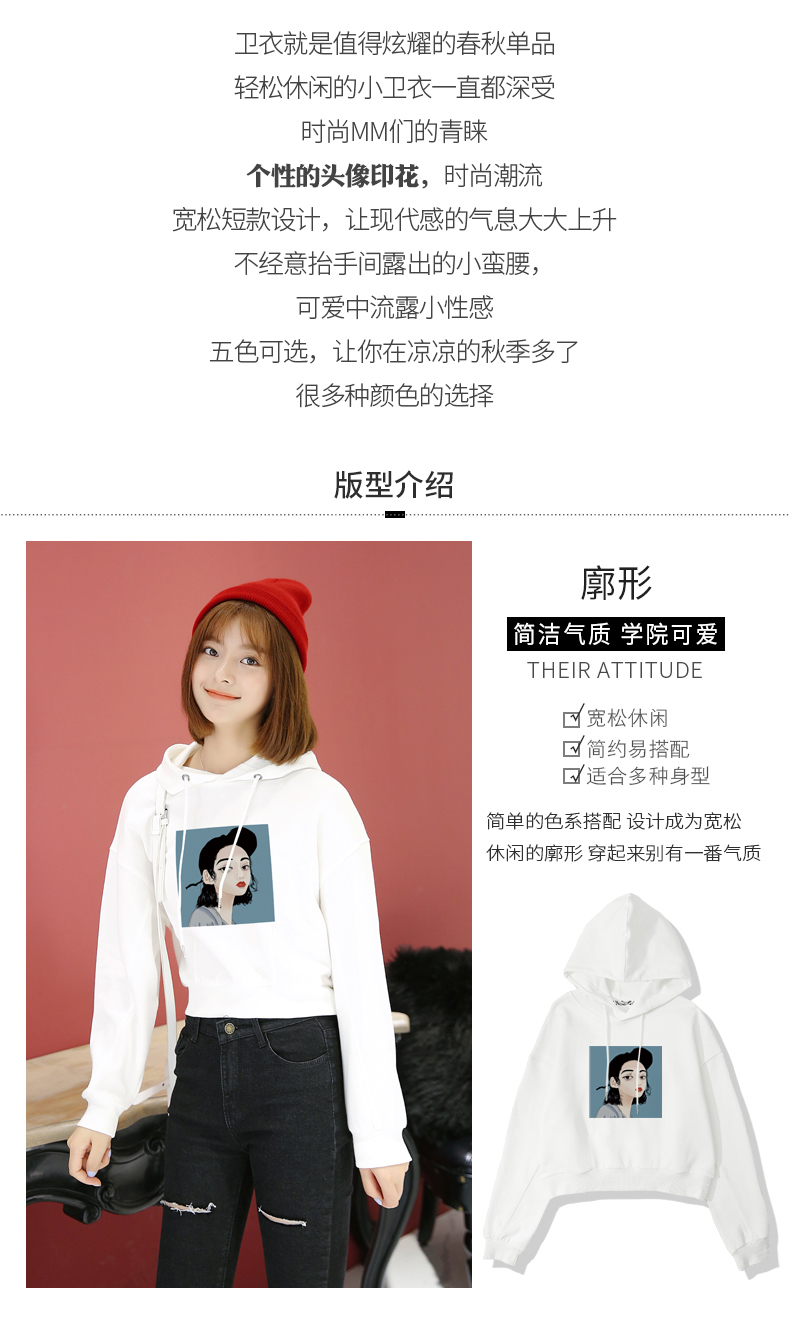 卫衣就是值得炫耀的春秋单品
轻松休闲的小卫衣一直都深受
时尚MM们的青睐
个性的头像印花，时尚潮流
宽松短款设计，让现代感的气息大大上升
不经意抬手间露出的小蛮腰，
可爱中流露小性感
五色可选，让你在凉凉的秋季多了
很多种颜色的选择
版型介绍
廓形
简洁气质 学院可爱
THEIR ATTITUDE
宽松休闲
简约易搭配
适合多种身型
简单的色系搭配 设计成为宽松
休闲的廓形 穿起来别有一番气质